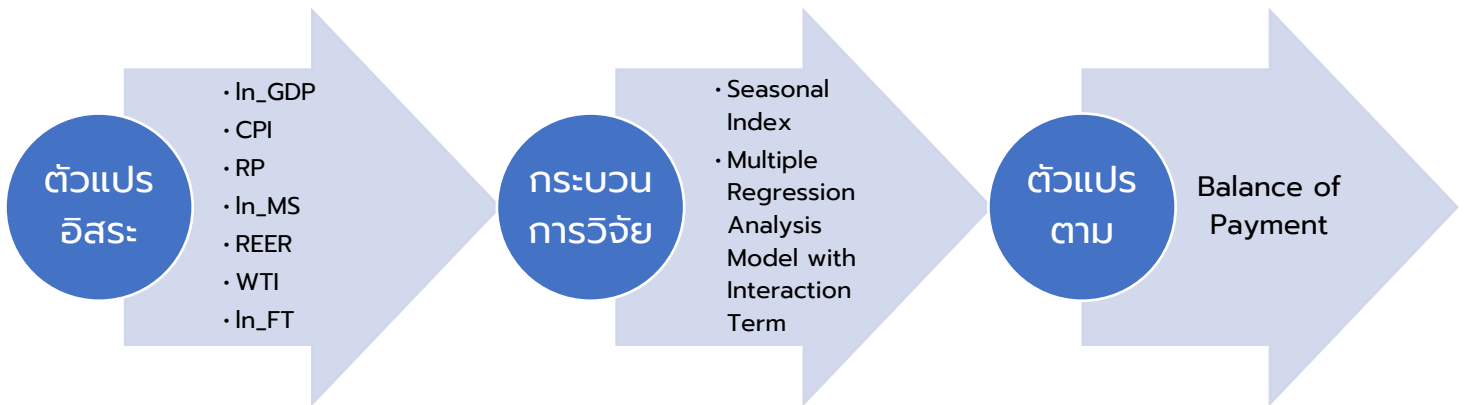 ตัวแปร
อิสระ
• ln_GDP
• CPI
• RP
• ln_MS
• REER
• WTI
• ln_FT
กระบวน
การวิจัย
• Seasonal
Index
• Multiple
Regression
Analysis
Model with
Interaction
Term
ตัวแปร
ตาม
Balance of
Payment